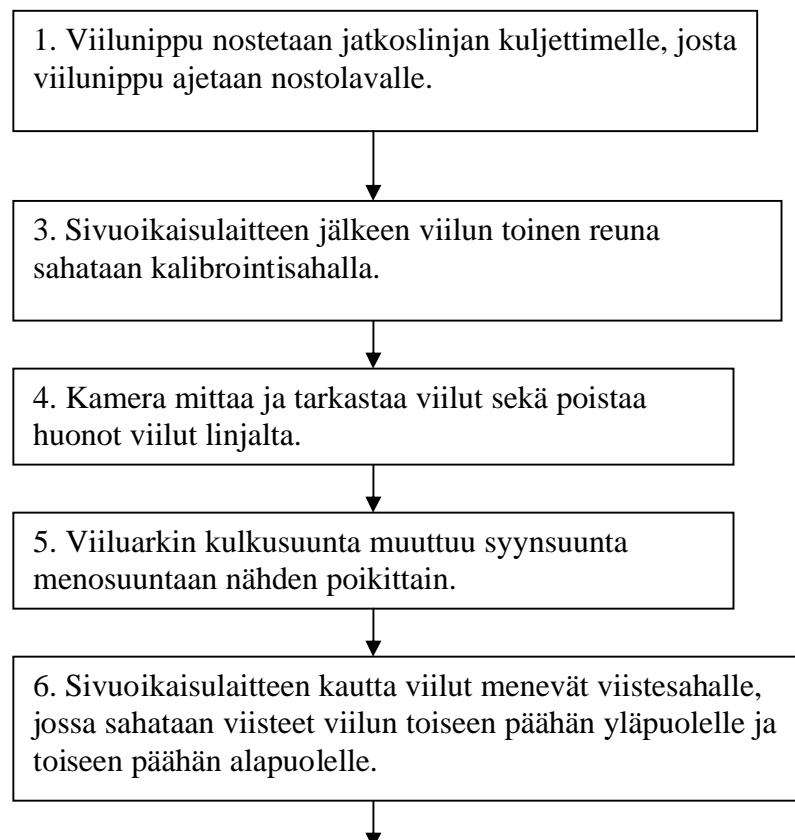 1. Viilunippu nostetaan jatkoslinjan kuljettimelle, josta
viilunippu ajetaan nostolavalle.
3. Sivuoikaisulaitteen jälkeen viilun toinen reuna
sahataan kalibrointisahalla.
4. Kamera mittaa ja tarkastaa viilut sekä poistaa
huonot viilut linjalta.
5. Viiluarkin kulkusuunta muuttuu syynsuunta
menosuuntaan nähden poikittain.
6. Sivuoikaisulaitteen kautta viilut menevät viistesahalle,
jossa sahataan viisteet viilun toiseen päähän yläpuolelle ja
toiseen päähän alapuolelle.